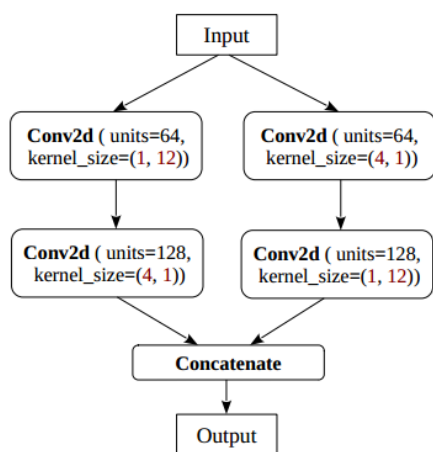 Input
Conv2d ( units=64,
kernel_size=(1, 12))
Conv2d ( units=64,
kernel_size=(4, 1))
Conv2d ( units=128,
kernel_size=(4, 1))
Conv2d ( units=128,
kernel_size=(1, 12))
Concatenate
Output